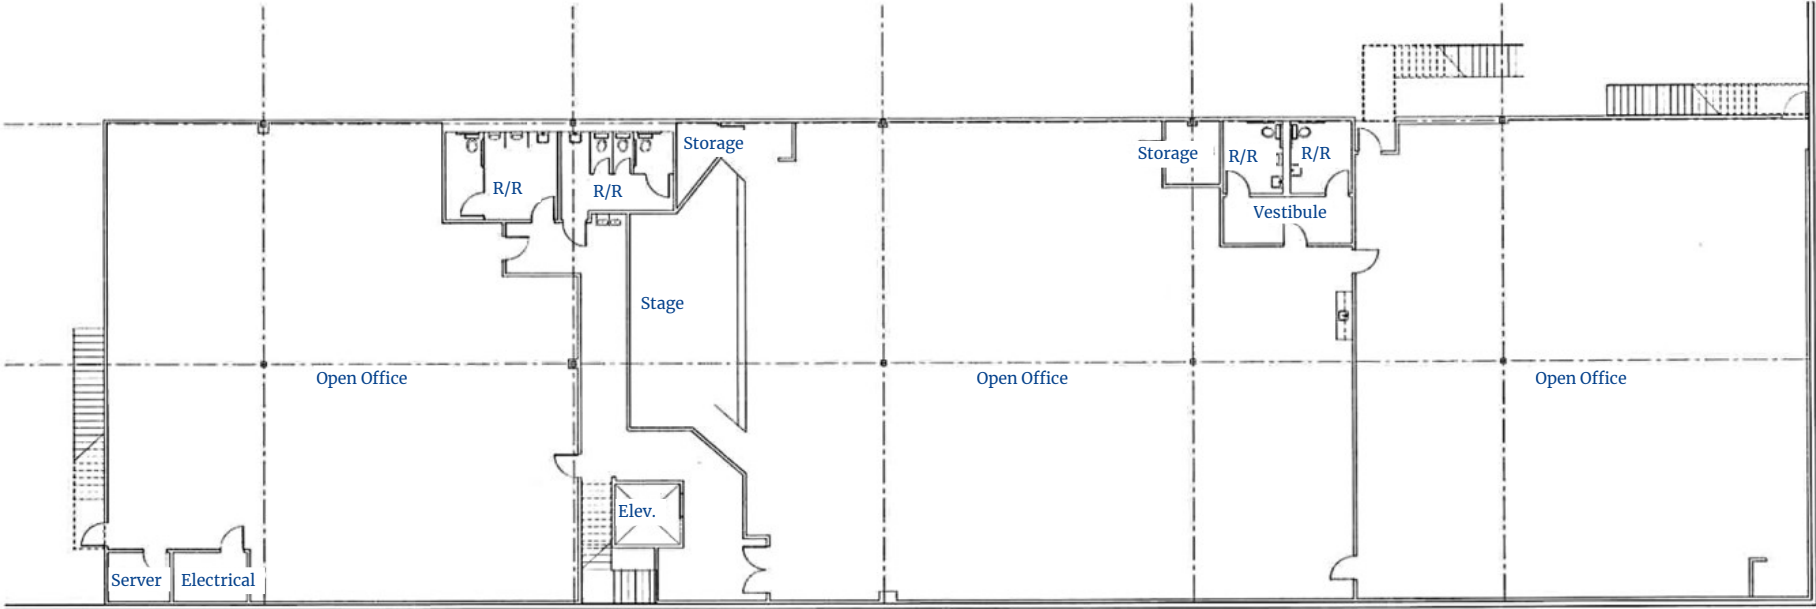 Storage
Storage
R/R
R/R
R/R
R/R
Vestibule
Stage
Open Office
Open Office
Open Office
Elev.
Server
Electrical